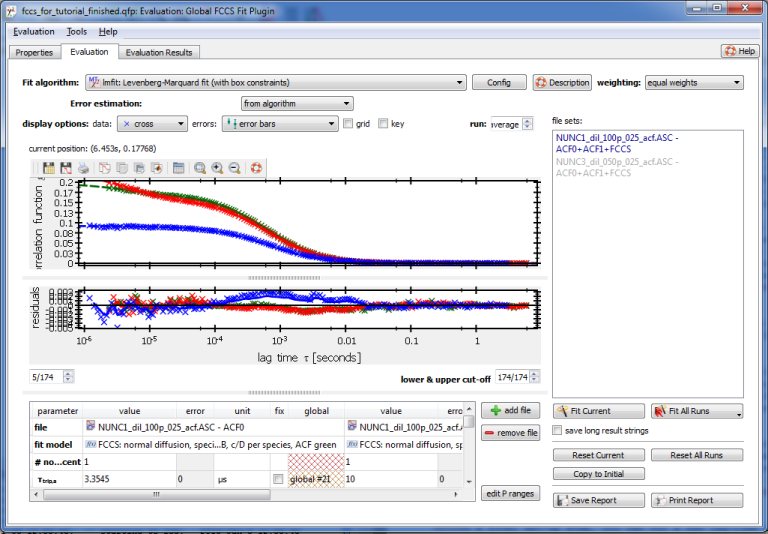 fccs_for_tutorial_finished.qfp: Evaluation: Global FCCS Fit Plugin
Evaluation Tools Help
Properties Evaluation Evaluation Results Help
Fit algorithm: lmfit: Levenberg-Marquard fit (with box constraints) Config Description weighting: equal weights
Error estimation: from algorithm
display options: data: cross errors: error bars grid key run: average
file sets:
NUNC1_dil_100p_025_acf.ASC -
ACF0+ACF1+FCCS
NUNC3_dil_050p_025_acf.ASC -
ACF0+ACF1+FCCS
current position: (6.453s, 0.17768)
orrelation function
0.2
0.17
0.15
0.13
0.1
0.08
0.05
0.03
0
residuals
10-6 10-5 10-4 10-3 0.01 0.1 1
lag time τ [seconds]
5/174 lower & upper cut-off 174/174
parameter value error unit fix global value erro
file NUNC1_dil_100p_025_acf.ASC - ACF0 NUNC1_dil_100p_02
fit model f(x) FCCS: normal diffusion, speci...B, c/D per species, ACF green f(x) FCCS: normal diffusion, sp
# no...cent 1 1
τtrip,a 3.3545 0 µs global #21 10 0
add file
remove file
edit P ranges
Fit Current Fit All Runs
save long result strings
Reset Current Reset All Runs
Copy to Initial
Save Report Print Report